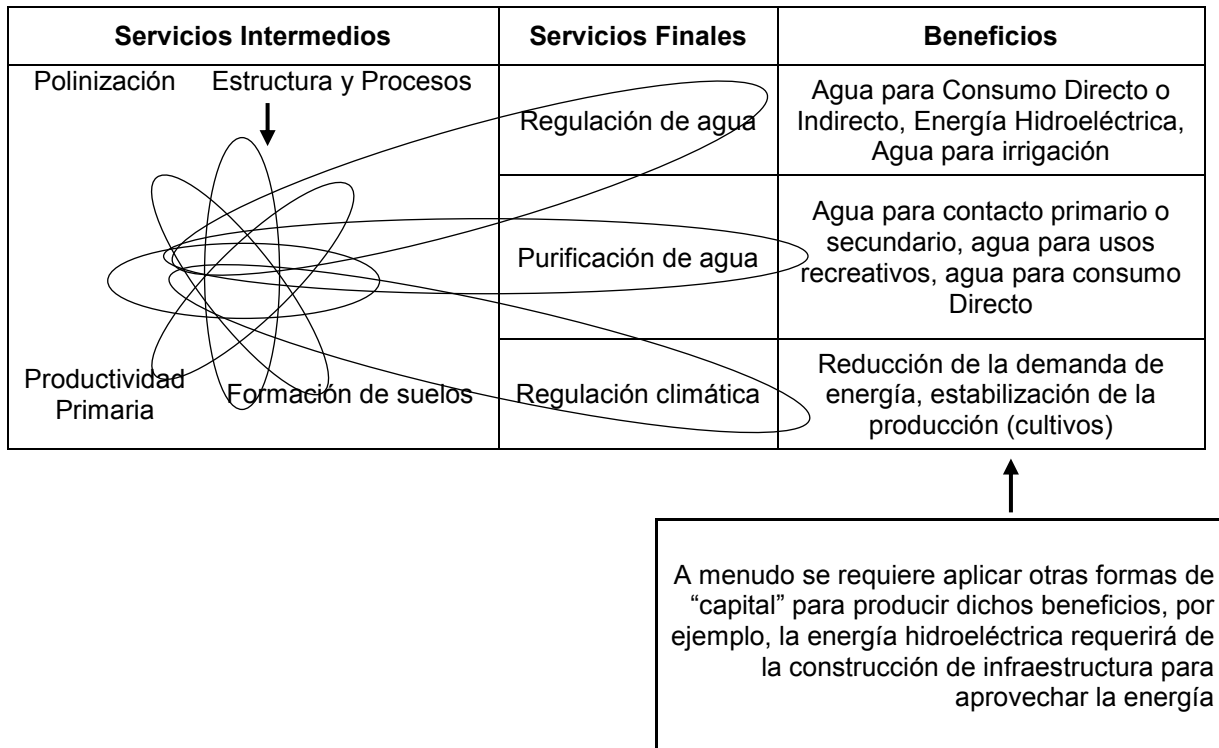 Servicios Intermedios
Servicios Finales
Beneficios
Polinización
Estructura y Procesos
Productividad
Primaria
Formación de suelos
Regulación de agua
Agua para Consumo Directo o
Indirecto, Energía Hidroeléctrica,
Agua para irrigación
Purificación de agua
Agua para contacto primario o
secundario, agua para usos
recreativos, agua para consumo
Directo
Regulación climática
Reducción de la demanda de
energía, estabilización de la
producción (cultivos)
A menudo se requiere aplicar otras formas de
“capital” para producir dichos beneficios, por
ejemplo, la energía hidroeléctrica requerirá de
la construcción de infraestructura para
aprovechar la energía